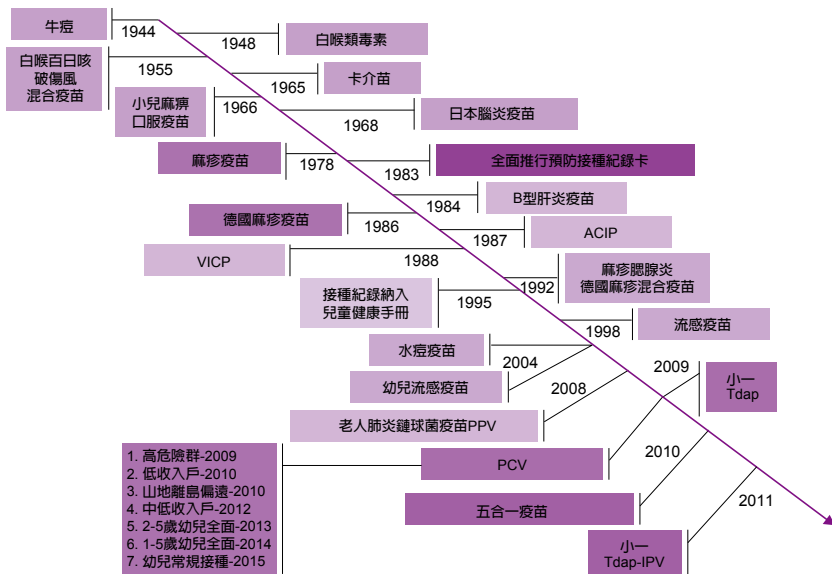 牛痘
1944
1948
白喉類毒素
白喉百日咳
破傷風
混合疫苗
1955
1965
卡介苗
小兒麻痹
口服疫苗
1966
1968
日本腦炎疫苗
麻疹疫苗
1978
1983
全面推行預防接種紀錄卡
1984
B型肝炎疫苗
德國麻疹疫苗
1986
1987
ACIP
VICP
1988
1992
麻疹腮腺炎
德國麻疹混合疫苗
接種紀錄納入
兒童健康手冊
1995
1998
流感疫苗
水痘疫苗
2004
幼兒流感疫苗
2008
2009
小一
Tdap
老人肺炎鏈球菌疫苗PPV
1. 高危險群-2009
2. 低收入戶-2010
3. 山地離島偏遠-2010
4. 中低收入戶-2012
5. 2-5歲幼兒全面-2013
6. 1-5歲幼兒全面-2014
7. 幼兒常規接種-2015
PCV
2010
五合一疫苗
2011
小一
Tdap-IPV